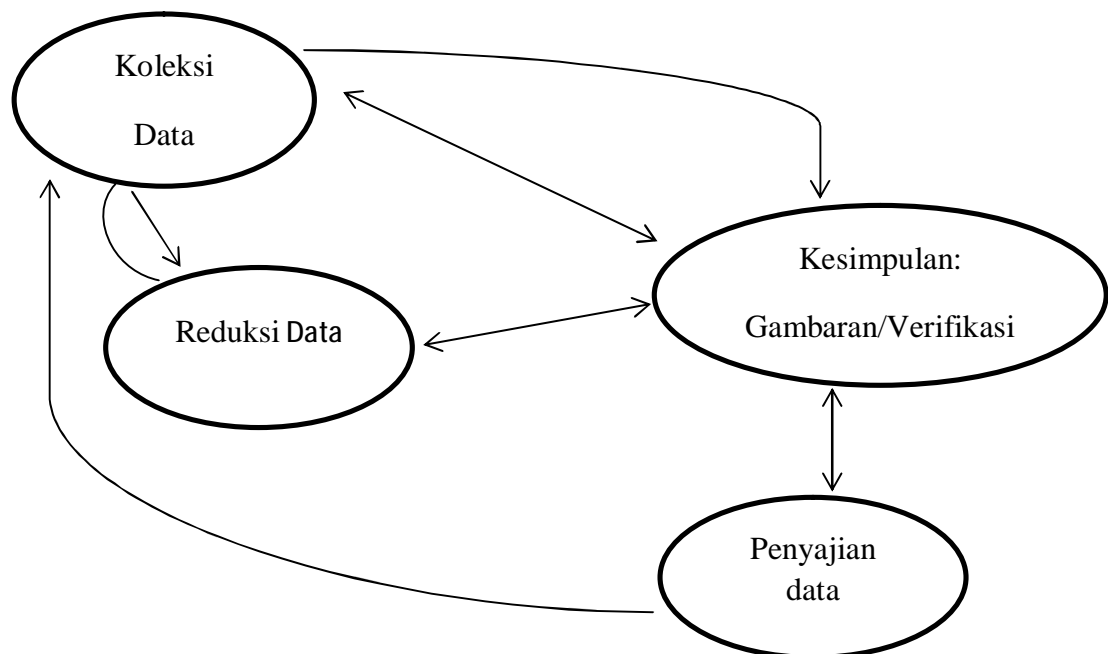 Koleksi
Data
Kesimpulan:
Gambaran/Verifikasi
Reduksi Data
Penyajian
data